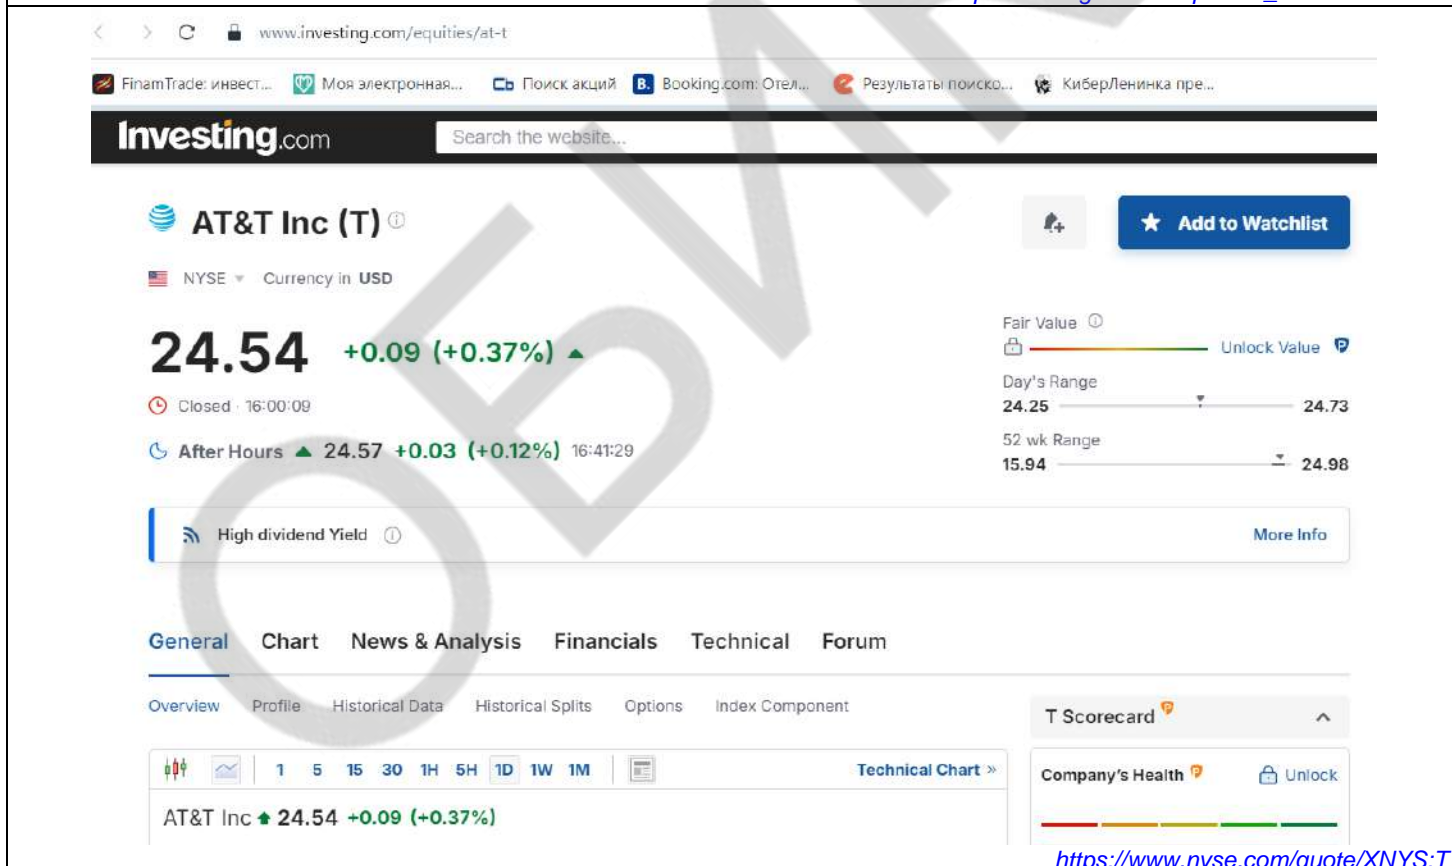 www.investing.com/equities/at-t
FinamTrade: инвест... Моя электронная... Поиск акций Booking.com: Отел... Результаты поиско... КиберЛенинка пре...
Investing.com Search the website...
AT&T Inc (T)
Add to Watchlist
NYSE Currency in USD
24.54 +0.09 (+0.37%)
Closed · 16:00:09
After Hours 24.57 +0.03 (+0.12%) 16:41:29
Fair Value
Unlock Value
Day's Range
24.25 24.73
52 wk Range
15.94 24.98
High dividend Yield More Info
General Chart News & Analysis Financials Technical Forum
Overview Profile Historical Data Historical Splits Options Index Component
1 5 15 30 1H 5H 1D 1W 1M Technical Chart »
AT&T Inc 24.54 +0.09 (+0.37%)
T Scorecard
Company's Health Unlock
https://www.nyse.com/quote/XNYS:T